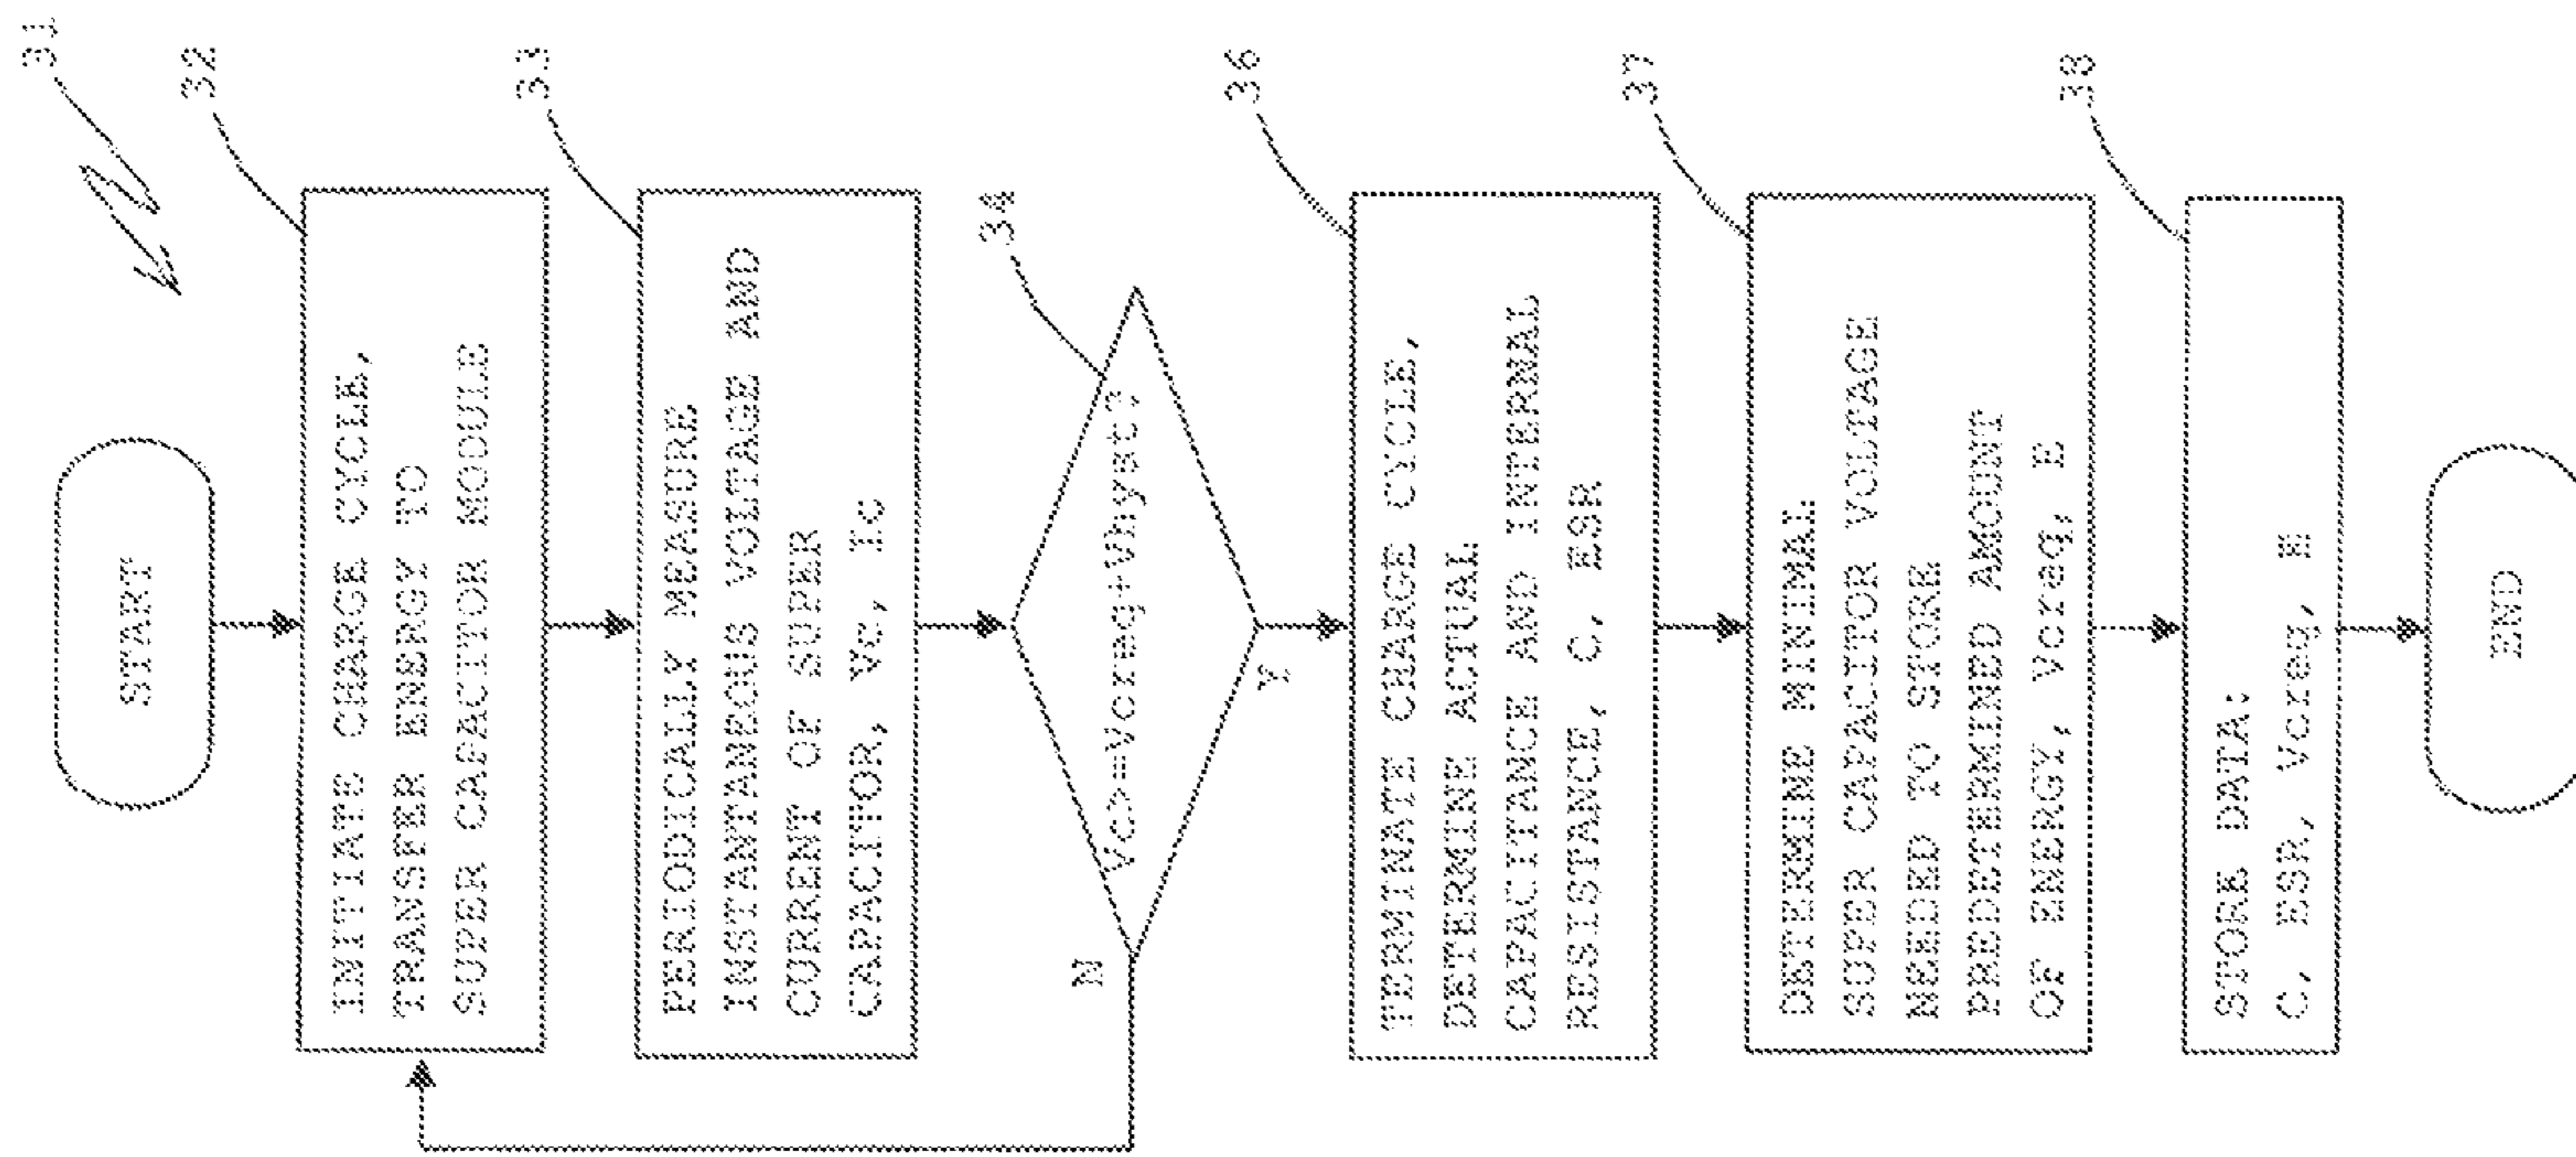 31
START
32
INITIATE CHARGE CYCLE,
TRANSFER ENERGY TO
SUPER CAPACITOR MODULE
33
PERIODICALLY MEASURE
INSTANTANEOUS VOLTAGE AND
CURRENT OF SUPER
CAPACITOR, Vc, Ic
34
Vc>=Vcreq+Vhyst?
N
Y
36
TERMINATE CHARGE CYCLE,
DETERMINE ACTUAL
CAPACITANCE AND INTERNAL
RESISTANCE, C, ESR
37
DETERMINE MINIMAL
SUPER CAPACITOR VOLTAGE
NEEDED TO STORE
PREDETERMINED AMOUNT
OF ENERGY, Vcreq, E
38
STORE DATA:
C, ESR, Vcreq, E
END